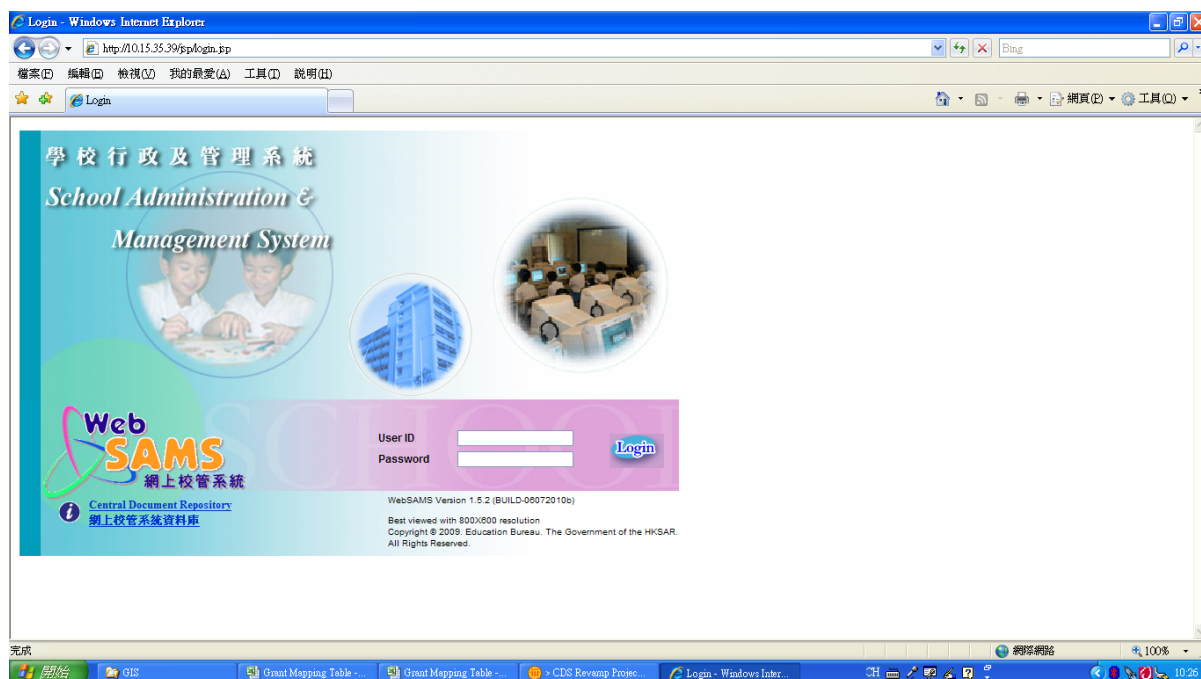 Login - Windows Internet Explorer
http://10.15.35.39/jsp/login.jsp
Bing
檔案(F) 編輯(E) 檢視(V) 我的最愛(A) 工具(T) 説明(H)
Login
網頁(P) 工具(O)
學校行政及管理系統
School Administration &
Management System
SCHOOL
Web
SAMS
網上校管系統
User ID
Password
Login
Central Document Repository
網上校管系統資料庫
WebSAMS Version 1.5.2 (BUILD-06072010b)
Best viewed with 800X600 resolution
Copyright © 2009. Education Bureau. The Government of the HKSAR.
All Rights Reserved.
完成
網際網路
100%
開始
GIS
Grant Mapping Table -...
Grant Mapping Table -...
> CDS Revamp Projec...
Login - Windows Inter...
CH
10:26